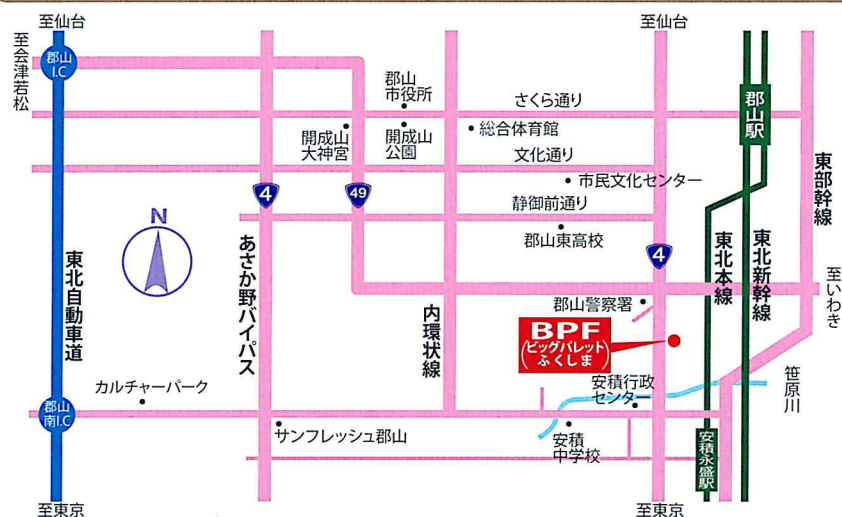 至仙台
至仙台
至会津若松
郡山
I.C
郡山
市役所
さくら通り
郡山駅
開成山
大神宮
開成山
公園
総合体育館
文化通り
東部幹線
市民文化センター
4
49
静御前通り
N
郡山東高校
4
東北自動車道
あさか野バイパス
内環状線
東北本線
東北新幹線
至いわき
郡山警察署
BPF
(ビッグパレット
ふくしま)
笹原川
カルチャーパーク
安積行政
センター
郡山
南I.C
サンフレッシュ郡山
安積
中学校
安積永盛駅
至東京
至東京